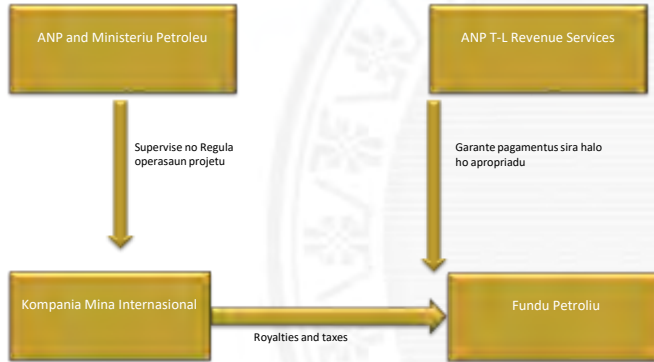 ANP and Ministeriu Petroleu
ANP T-L Revenue Services
Supervise no Regula
operasaun projetu
Garante pagamentus sira halo
ho apropriadu
Kompania Mina Internasional
Fundu Petroliu
Royalties and taxes